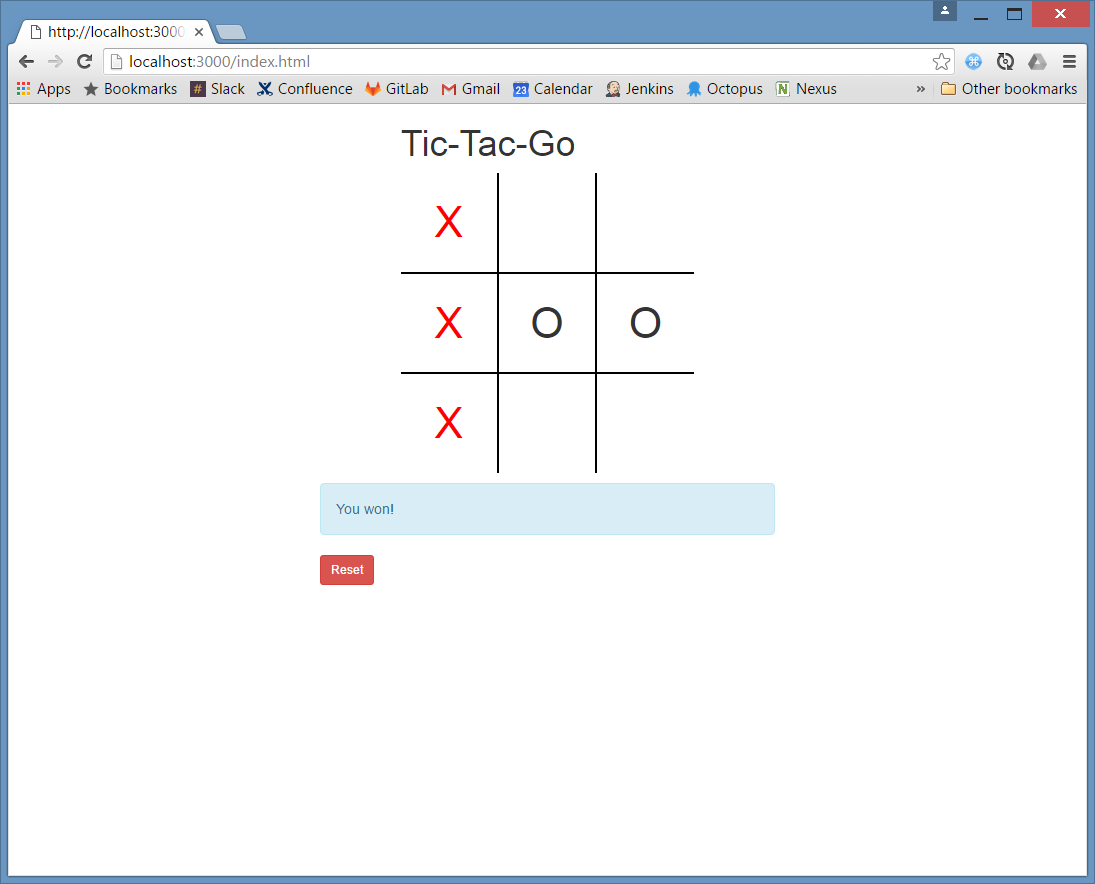 http://localhost:3000
localhost:3000/index.html
Apps Bookmarks # Slack Confluence GitLab Gmail 23 Calendar Jenkins Octopus N Nexus » Other bookmarks
Tic-Tac-Go
X
X O O
X
You won!
Reset